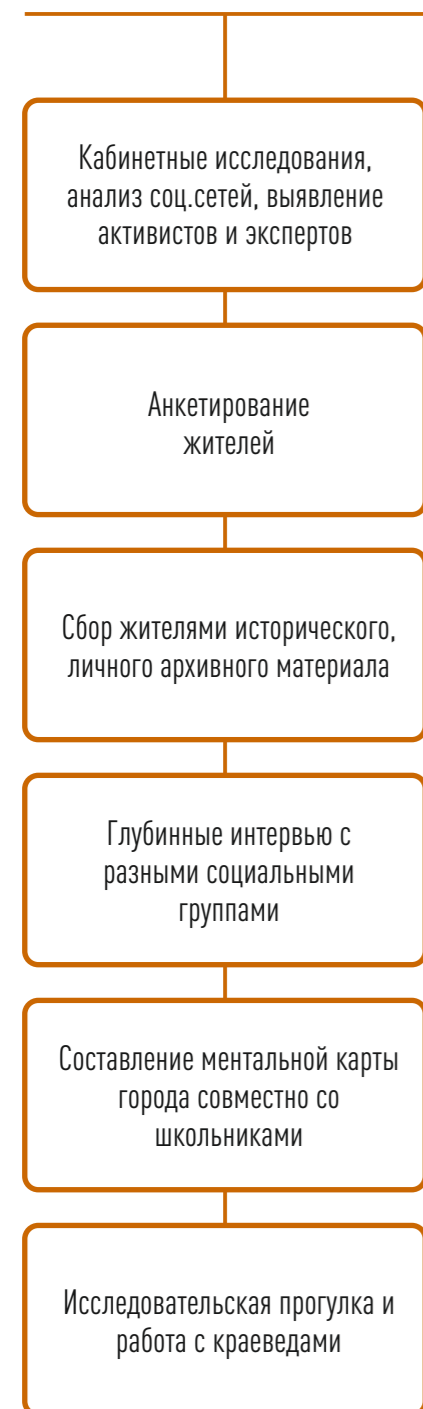 Кабинетные исследования,
анализ соц.сетей, выявление
активистов и экспертов
Анкетирование
жителей
Сбор жителями исторического,
личного архивного материала
Глубинные интервью с
разными социальными
группами
Составление ментальной карты
города совместно со
школьниками
Исследовательская прогулка и
работа с краеведами